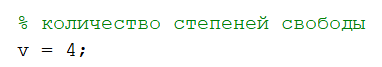 % количество степеней свободы
v = 4;